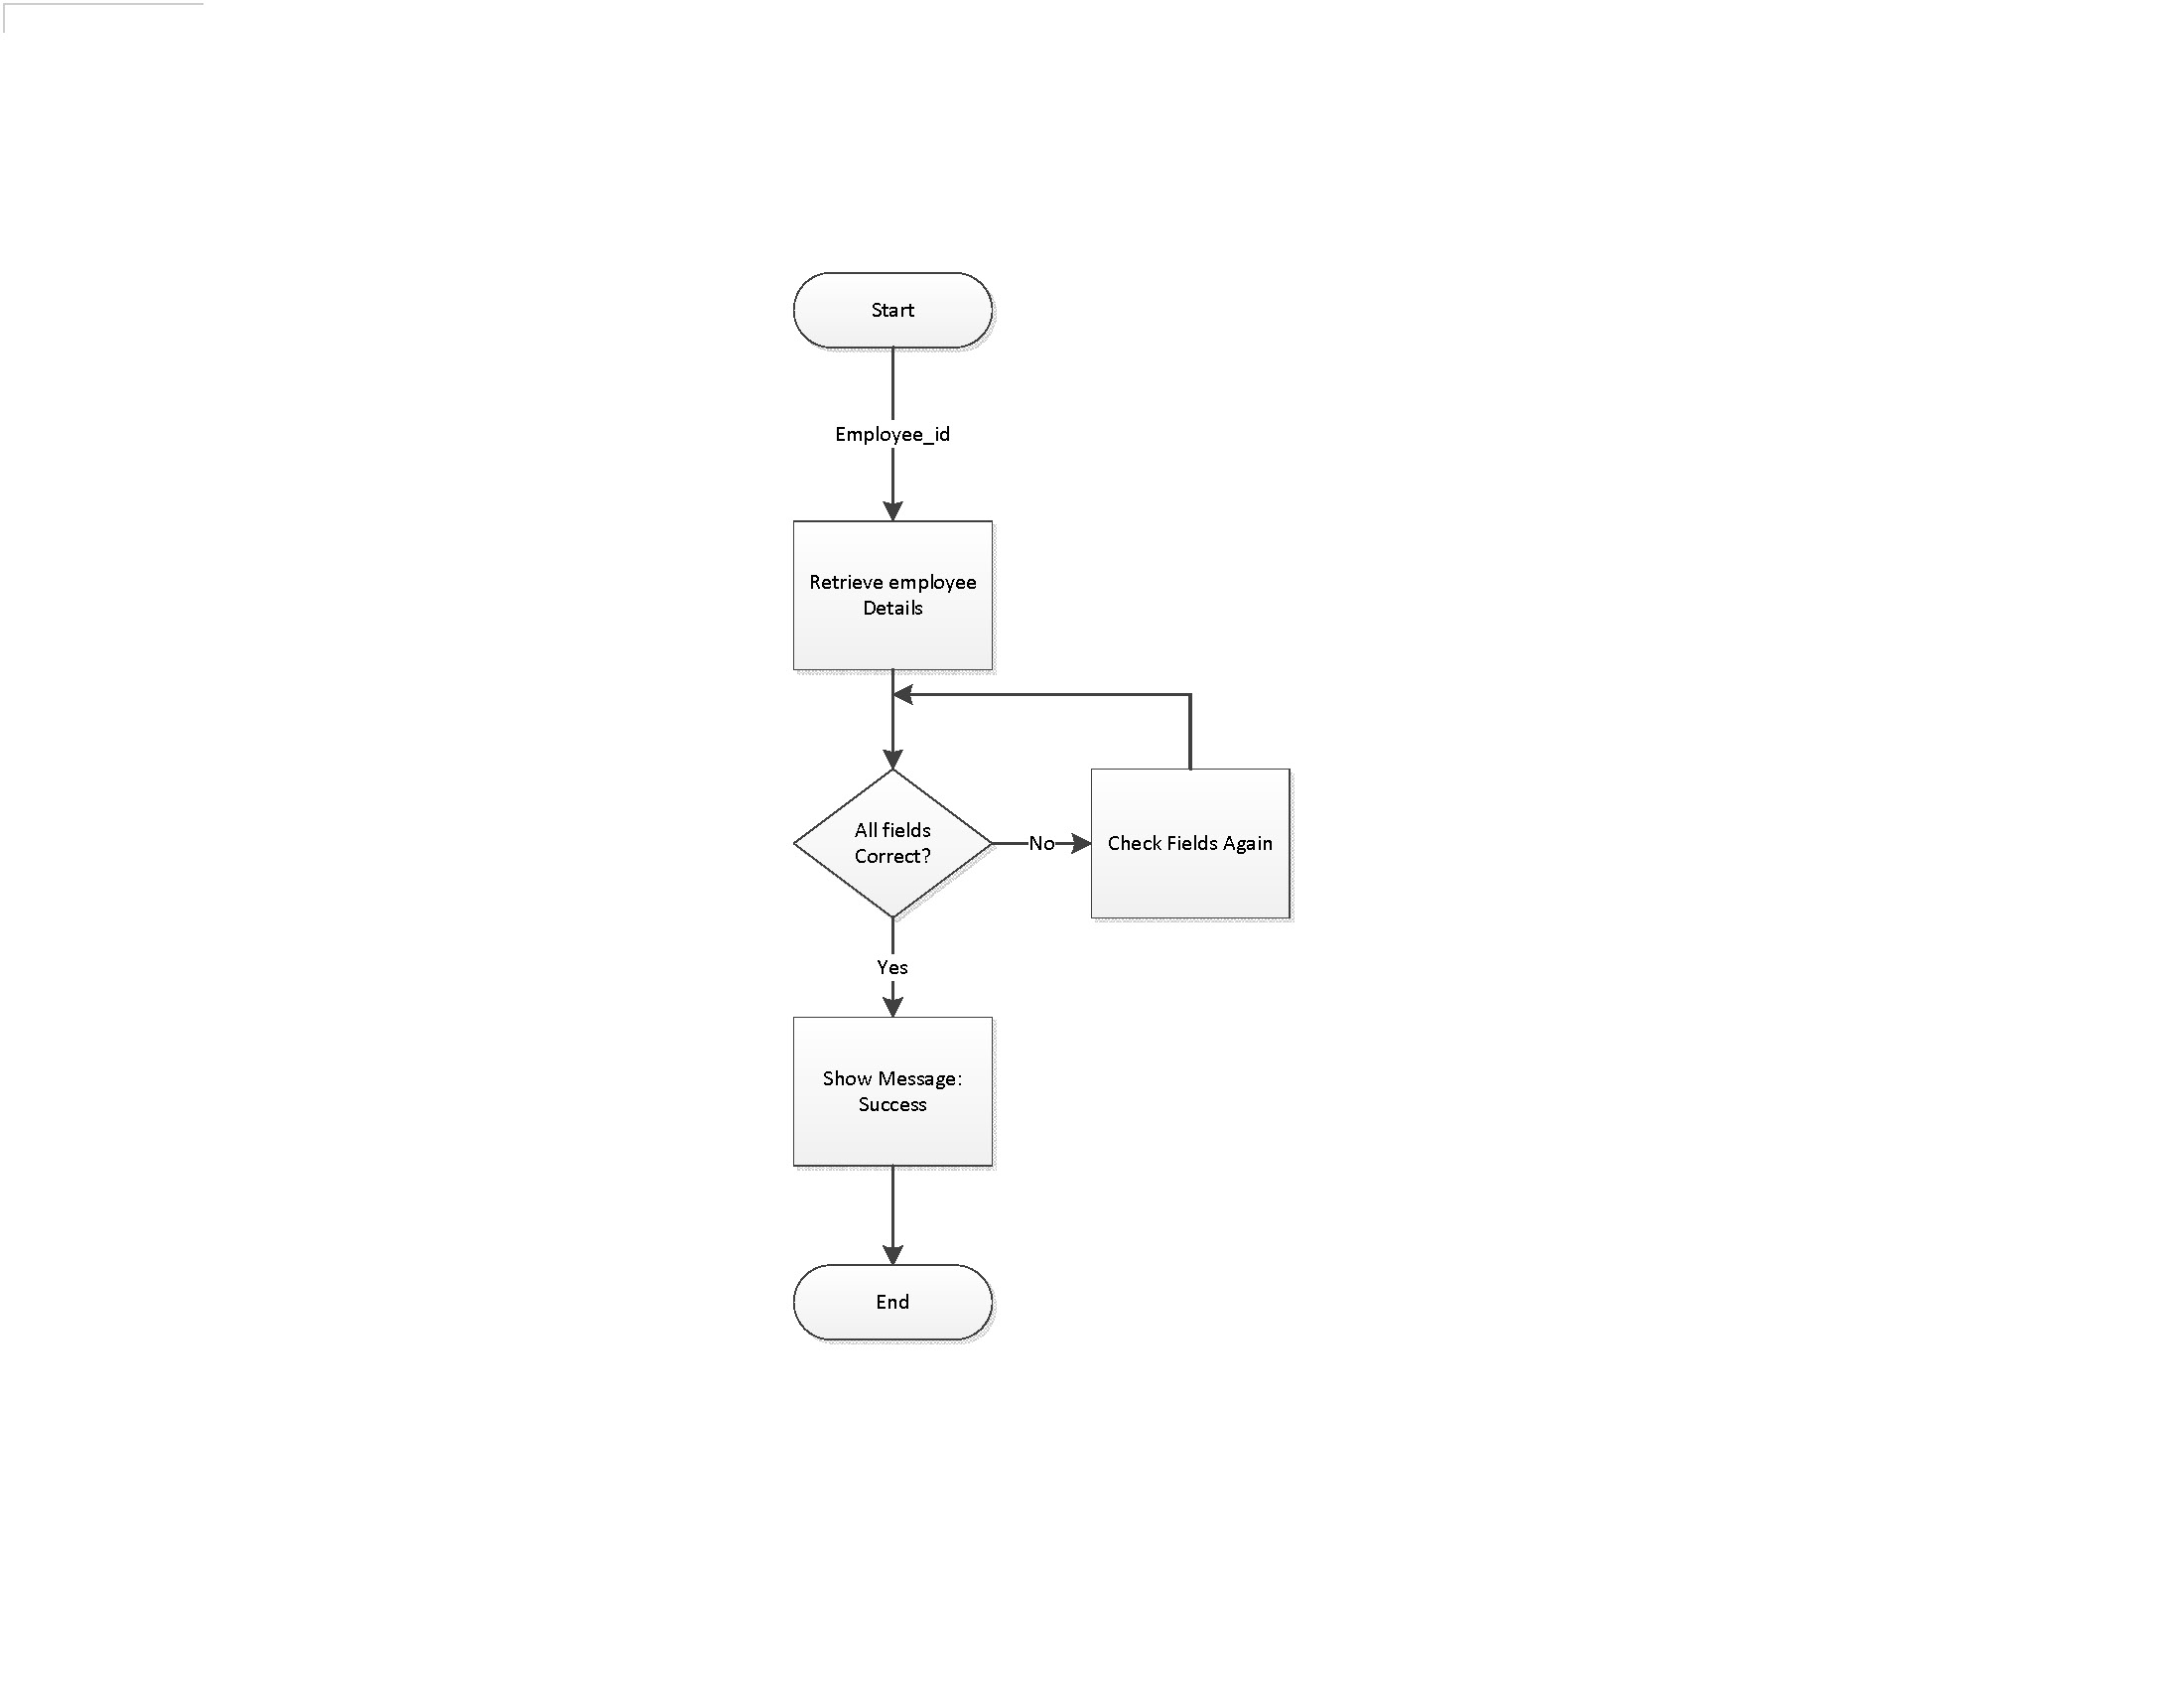 Start
Employee_id
Retrieve employee
Details
All fields
Correct?
No
Check Fields Again
Yes
Show Message:
Success
End